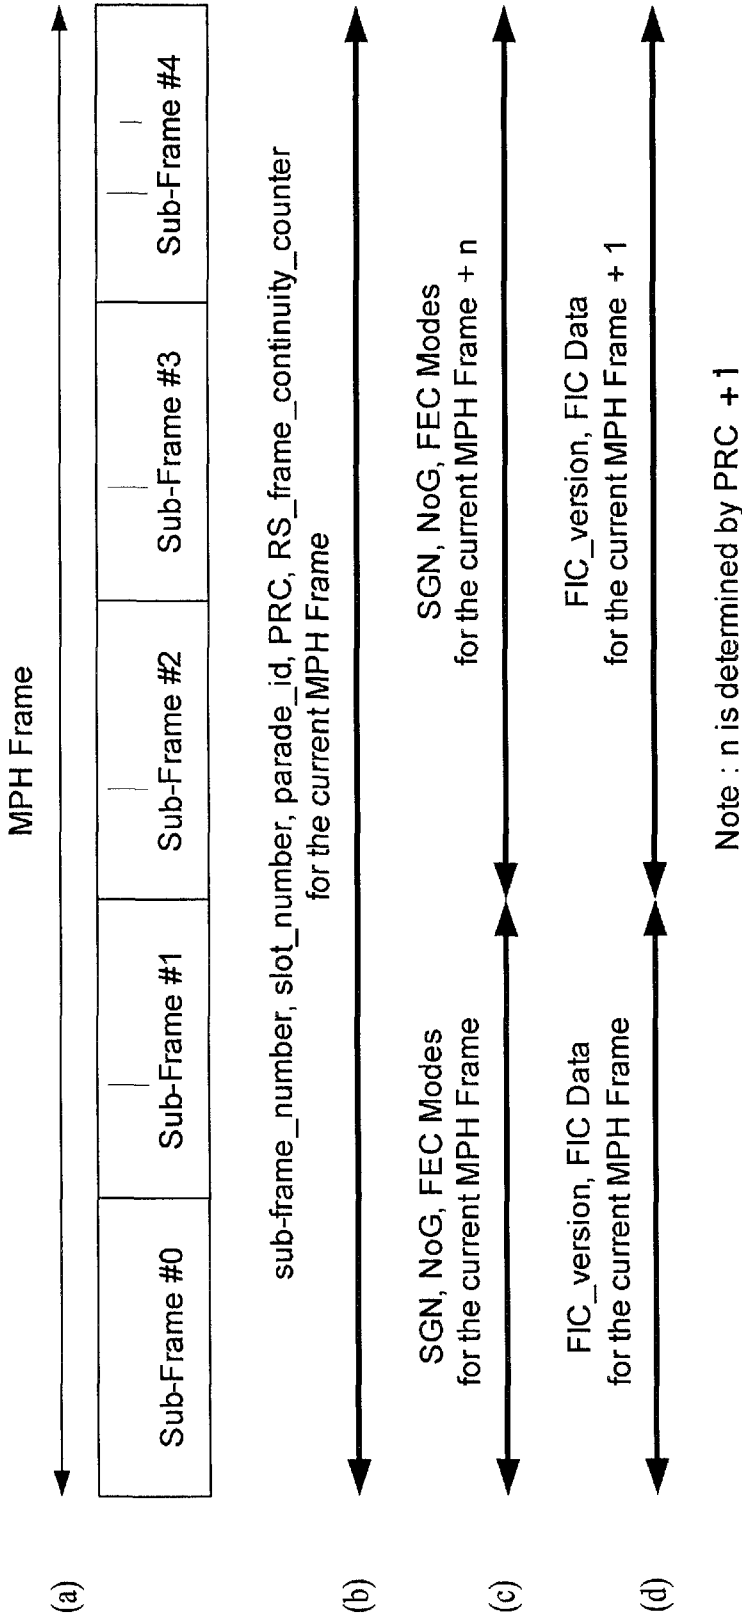 MPH Frame
(a)
Sub-Frame #0
Sub-Frame #1
Sub-Frame #2
Sub-Frame #3
Sub-Frame #4
sub-frame_number, slot_number, parade_id, PRC, RS_frame_continuity_counter
for the current MPH Frame
(b)
SGN, NoG, FEC Modes
for the current MPH Frame
SGN, NoG, FEC Modes
for the current MPH Frame + n
(c)
FIC_version, FIC Data
for the current MPH Frame
FIC_version, FIC Data
for the current MPH Frame + 1
(d)
Note : n is determined by PRC +1